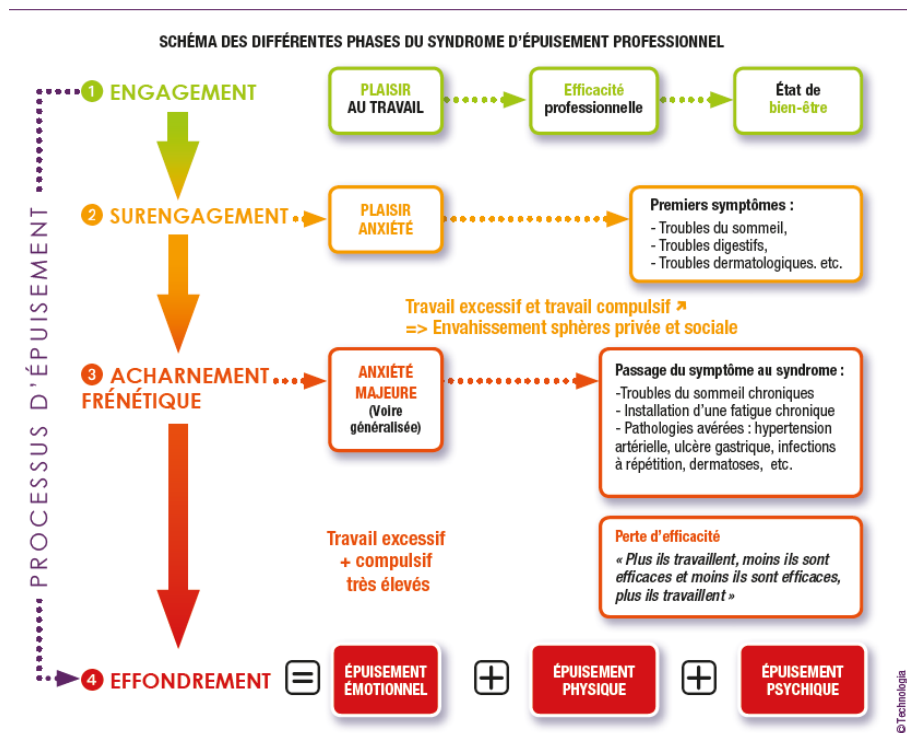 SCHÉMA DES DIFFÉRENTES PHASES DU SYNDROME D'ÉPUISEMENT PROFESSIONNEL
PROCESSUS D'ÉPUISEMENT
1 ENGAGEMENT
PLAISIR
AU TRAVAIL
Efficacité
professionnelle
État de
bien-être
2 SURENGAGEMENT
PLAISIR
ANXIÉTÉ
Premiers symptômes :
- Troubles du sommeil,
- Troubles digestifs,
- Troubles dermatologiques. etc.
Travail excessif et travail compulsif ↗
=> Envahissement sphères privée et sociale
3 ACHARNEMENT
FRÉNÉTIQUE
ANXIÉTÉ
MAJEURE
(Voire
généralisée)
Passage du symptôme au syndrome :
-Troubles du sommeil chroniques
- Installation d'une fatigue chronique
- Pathologies avérées : hypertension
artérielle, ulcère gastrique, infections
à répétition, dermatoses, etc.
Travail excessif
+ compulsif
très élevés
Perte d'efficacité
« Plus ils travaillent, moins ils sont
efficaces et moins ils sont efficaces,
plus ils travaillent »
4 EFFONDREMENT
=
ÉPUISEMENT
ÉMOTIONNEL
+
ÉPUISEMENT
PHYSIQUE
+
ÉPUISEMENT
PSYCHIQUE
© Technologia